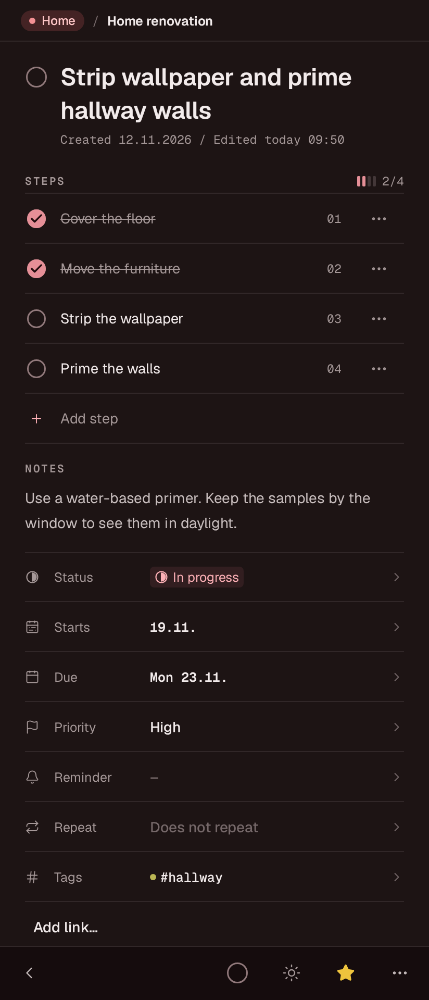 Home / Home renovation
Strip wallpaper and prime
hallway walls
Created 12.11.2026 / Edited today 09:50
STEPS 2/4
Cover the floor 01
Move the furniture 02
Strip the wallpaper 03
Prime the walls 04
+ Add step
NOTES
Use a water-based primer. Keep the samples by the
window to see them in daylight.
Status In progress
Starts 19.11.
Due Mon 23.11.
Priority High
Reminder –
Repeat Does not repeat
Tags #hallway
Add link...